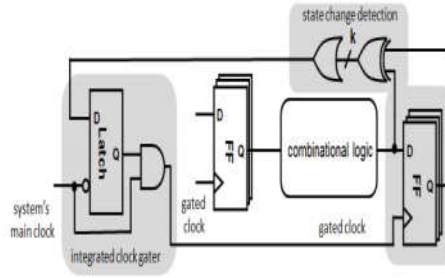 state change detection
k
D
Latch
Q
D
FF
Q
combinational logic
D
FF
system's
main clock
gated
clock
gated clock
integrated clock gater